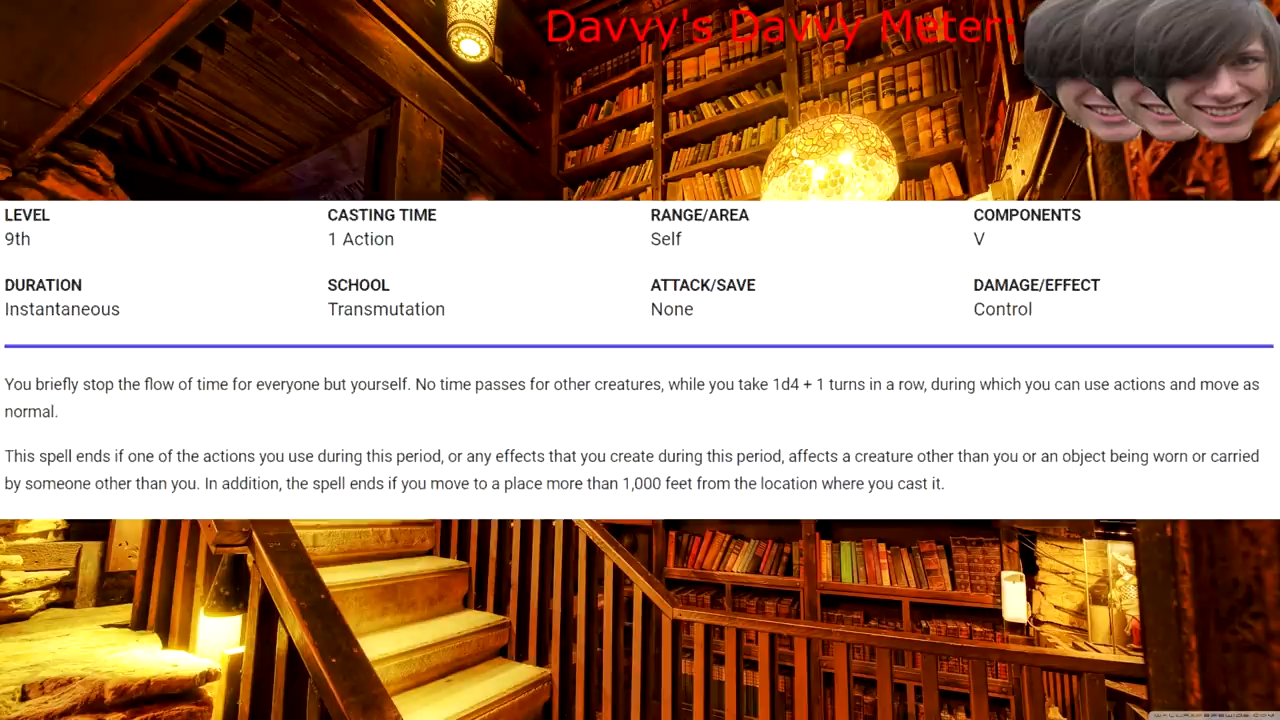 Davvy's Davvy Meter:
LEVEL CASTING TIME RANGE/AREA COMPONENTS
9th 1 Action Self V
DURATION SCHOOL ATTACK/SAVE DAMAGE/EFFECT
Instantaneous Transmutation None Control
You briefly stop the flow of time for everyone but yourself. No time passes for other creatures, while you take 1d4 + 1 turns in a row, during which you can use actions and move as
normal.
This spell ends if one of the actions you use during this period, or any effects that you create during this period, affects a creature other than you or an object being worn or carried
by someone other than you. In addition, the spell ends if you move to a place more than 1,000 feet from the location where you cast it.